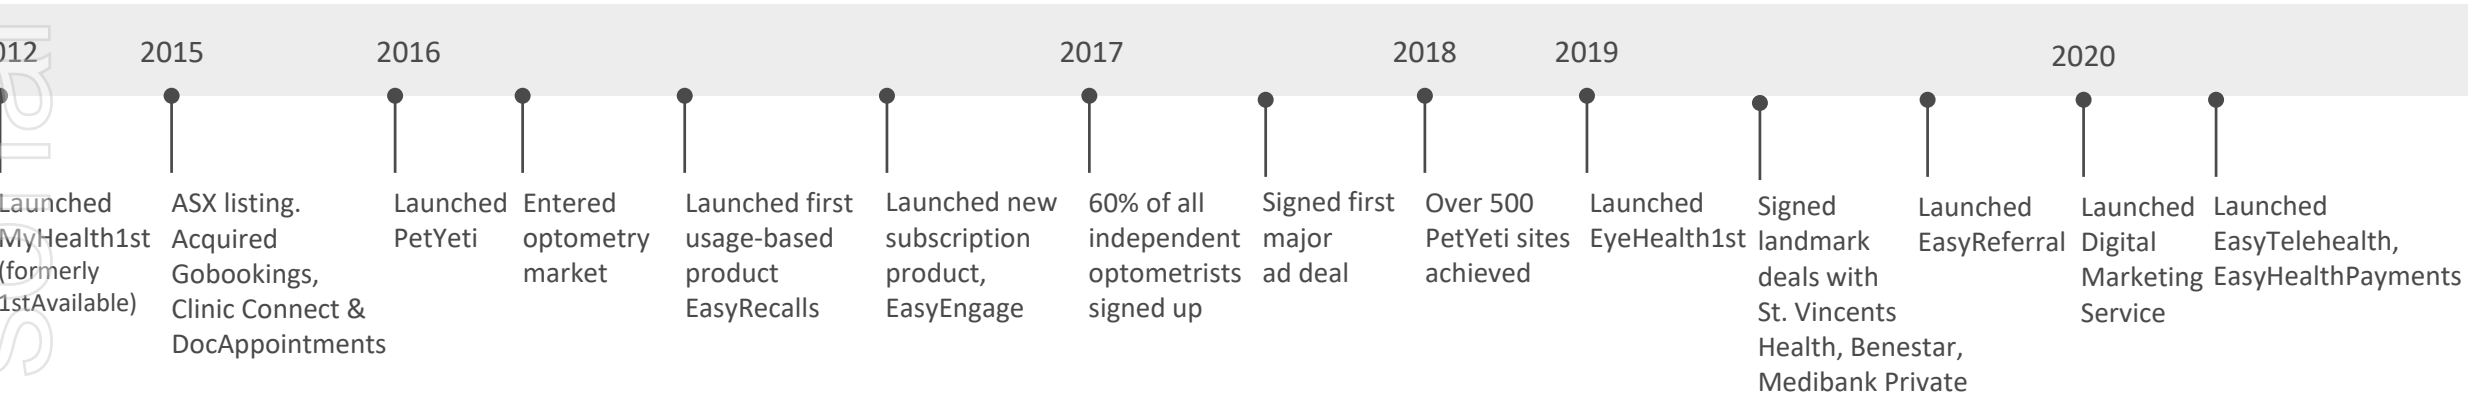 012
2015
2016
2017
2018
2019
2020
Launched
MyHealth1st
(formerly
1stAvailable)
ASX listing.
Acquired
Gobookings,
Clinic Connect &
DocAppointments
Launched
PetYeti
Entered
optometry
market
Launched first
usage-based
product
EasyRecalls
Launched new
subscription
product,
EasyEngage
60% of all
independent
optometrists
signed up
Signed first
major
ad deal
Over 500
PetYeti sites
achieved
Launched
EyeHealth1st
Signed
landmark
deals with
St. Vincents
Health, Benestar,
Medibank Private
Launched
EasyReferral
Launched
Digital
Marketing
Service
Launched
EasyTelehealth,
EasyHealthPayments